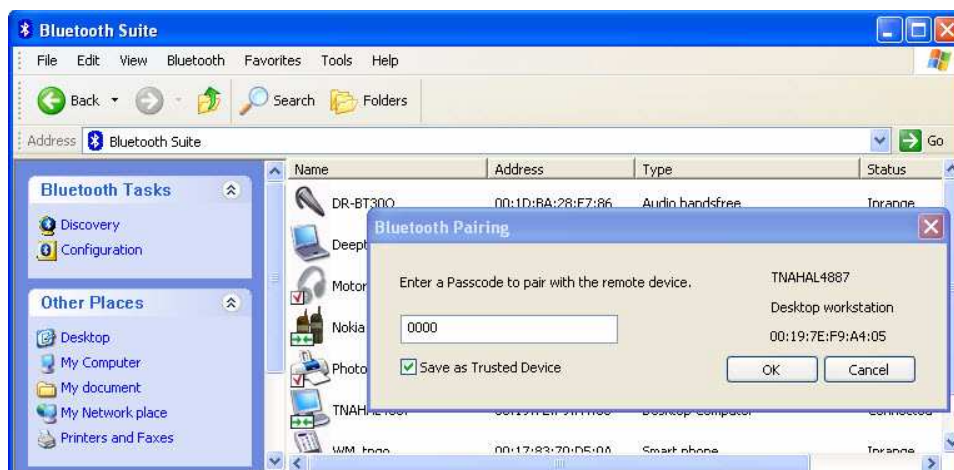 Bluetooth Suite
File Edit View Bluetooth Favorites Tools Help
Back Search Folders
Address Bluetooth Suite Go
Name Address Type Status
Bluetooth Tasks
Discovery
Configuration
Other Places
Desktop
My Computer
My document
My Network place
Printers and Faxes
DR-BT30Q 00:1D:BA:28:F7:86 Audio handsfree Inrange
Deept
Motor
Nokia
Photo
WM_tngo 00:17:83:70:D5:0A Smart phone Inrange
Bluetooth Pairing
Enter a Passcode to pair with the remote device.
0000
Save as Trusted Device
TNAHAL4887
Desktop workstation
00:19:7E:F9:A4:05
OK Cancel